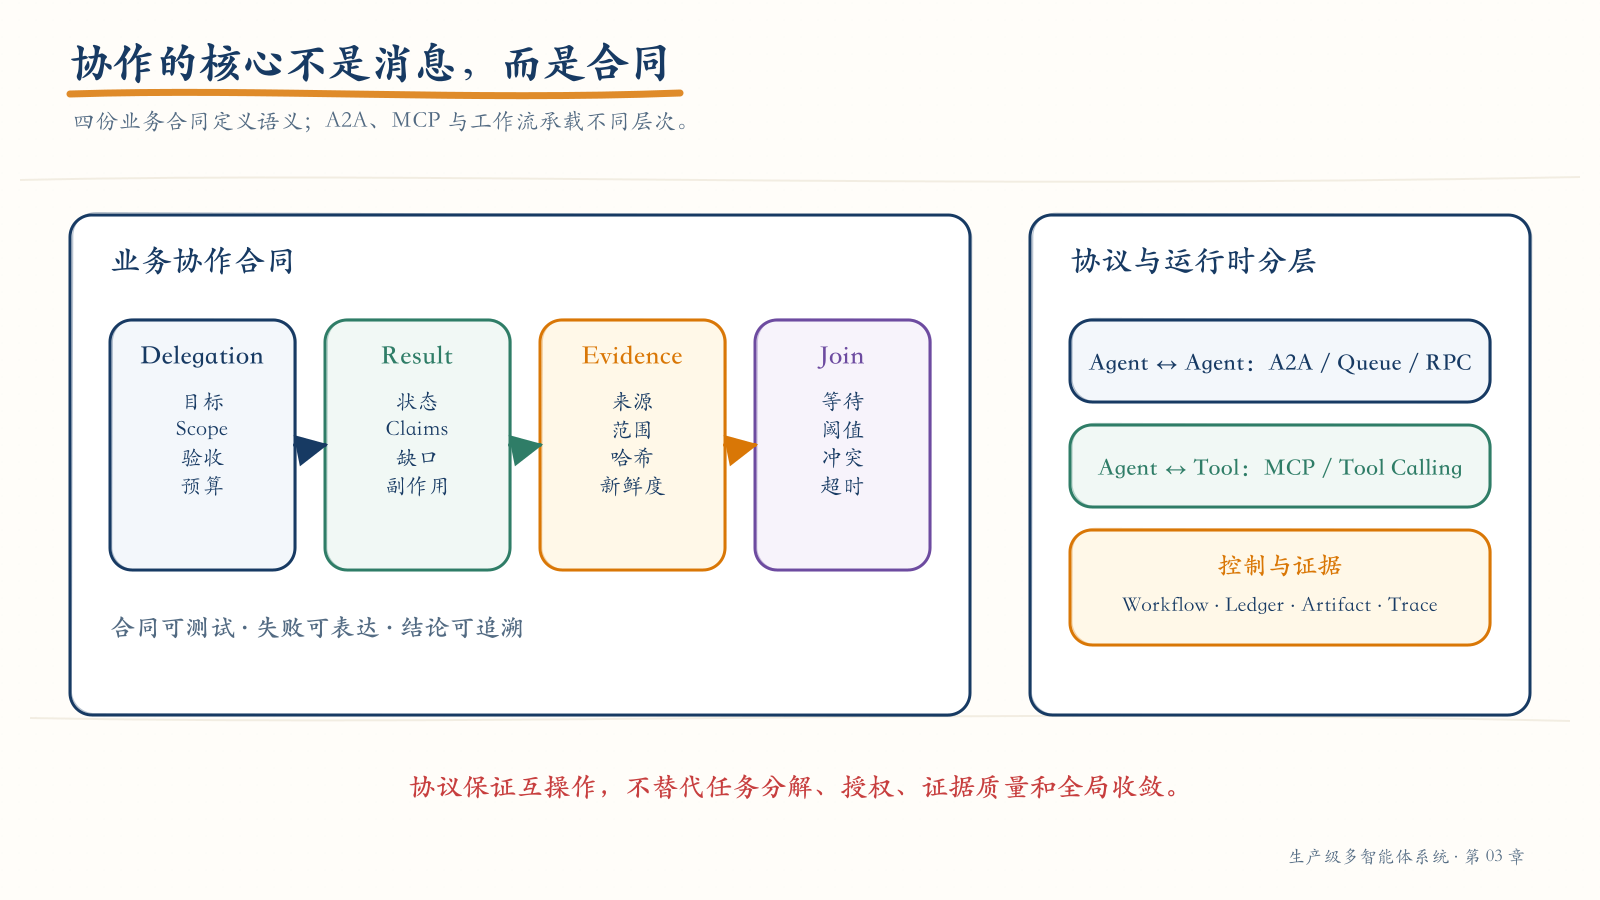 协作的核心不是消息，而是合同
四份业务合同定义语义；A2A、MCP 与工作流承载不同层次。
业务协作合同
Delegation
目标
Scope
验收
预算
Result
状态
Claims
缺口
副作用
Evidence
来源
范围
哈希
新鲜度
Join
等待
阈值
冲突
超时
合同可测试 · 失败可表达 · 结论可追溯
协议与运行时分层
Agent ↔ Agent：A2A / Queue / RPC
Agent ↔ Tool：MCP / Tool Calling
控制与证据
Workflow · Ledger · Artifact · Trace
协议保证互操作，不替代任务分解、授权、证据质量和全局收敛。
生产级多智能体系统 · 第 03 章